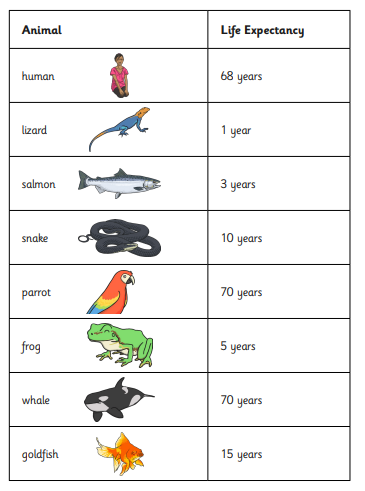 Animal Life Expectancy
human 68 years
lizard 1 year
salmon 3 years
snake 10 years
parrot 70 years
frog 5 years
whale 70 years
goldfish 15 years